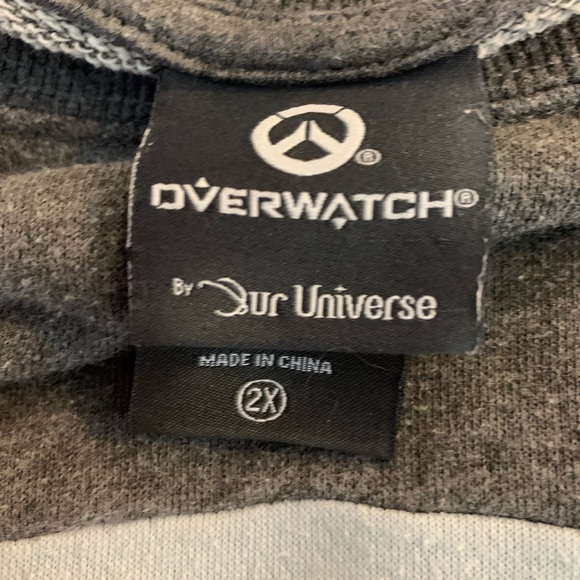 ®
OVERWATCH®
By Our Universe
MADE IN CHINA
2X